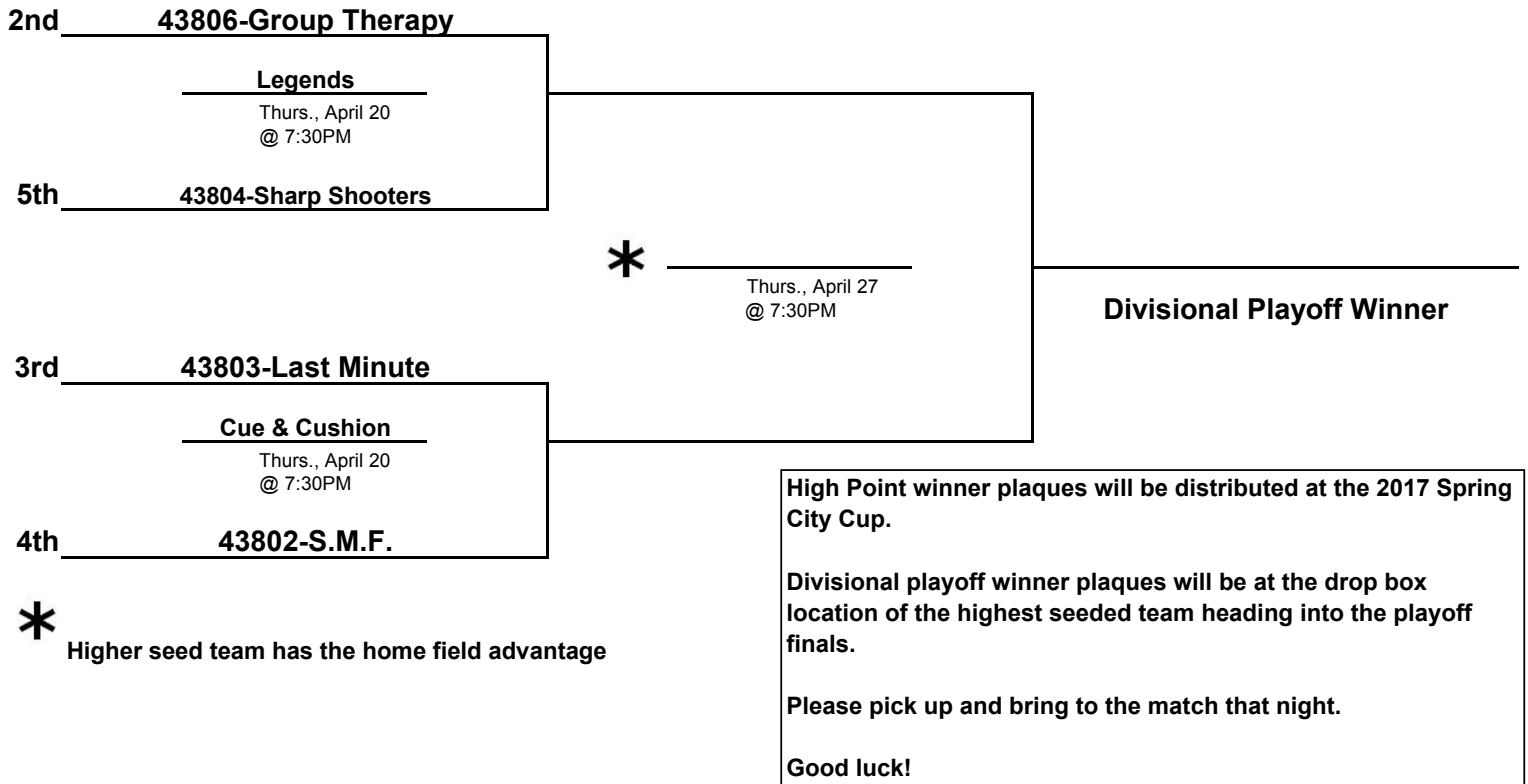 2nd 43806-Group Therapy
Legends
Thurs., April 20
@ 7:30PM
5th 43804-Sharp Shooters
*
Thurs., April 27
@ 7:30PM
Divisional Playoff Winner
3rd 43803-Last Minute
Cue & Cushion
Thurs., April 20
@ 7:30PM
4th 43802-S.M.F.
*
Higher seed team has the home field advantage
High Point winner plaques will be distributed at the 2017 Spring
City Cup.
Divisional playoff winner plaques will be at the drop box
location of the highest seeded team heading into the playoff
finals.
Please pick up and bring to the match that night.
Good luck!